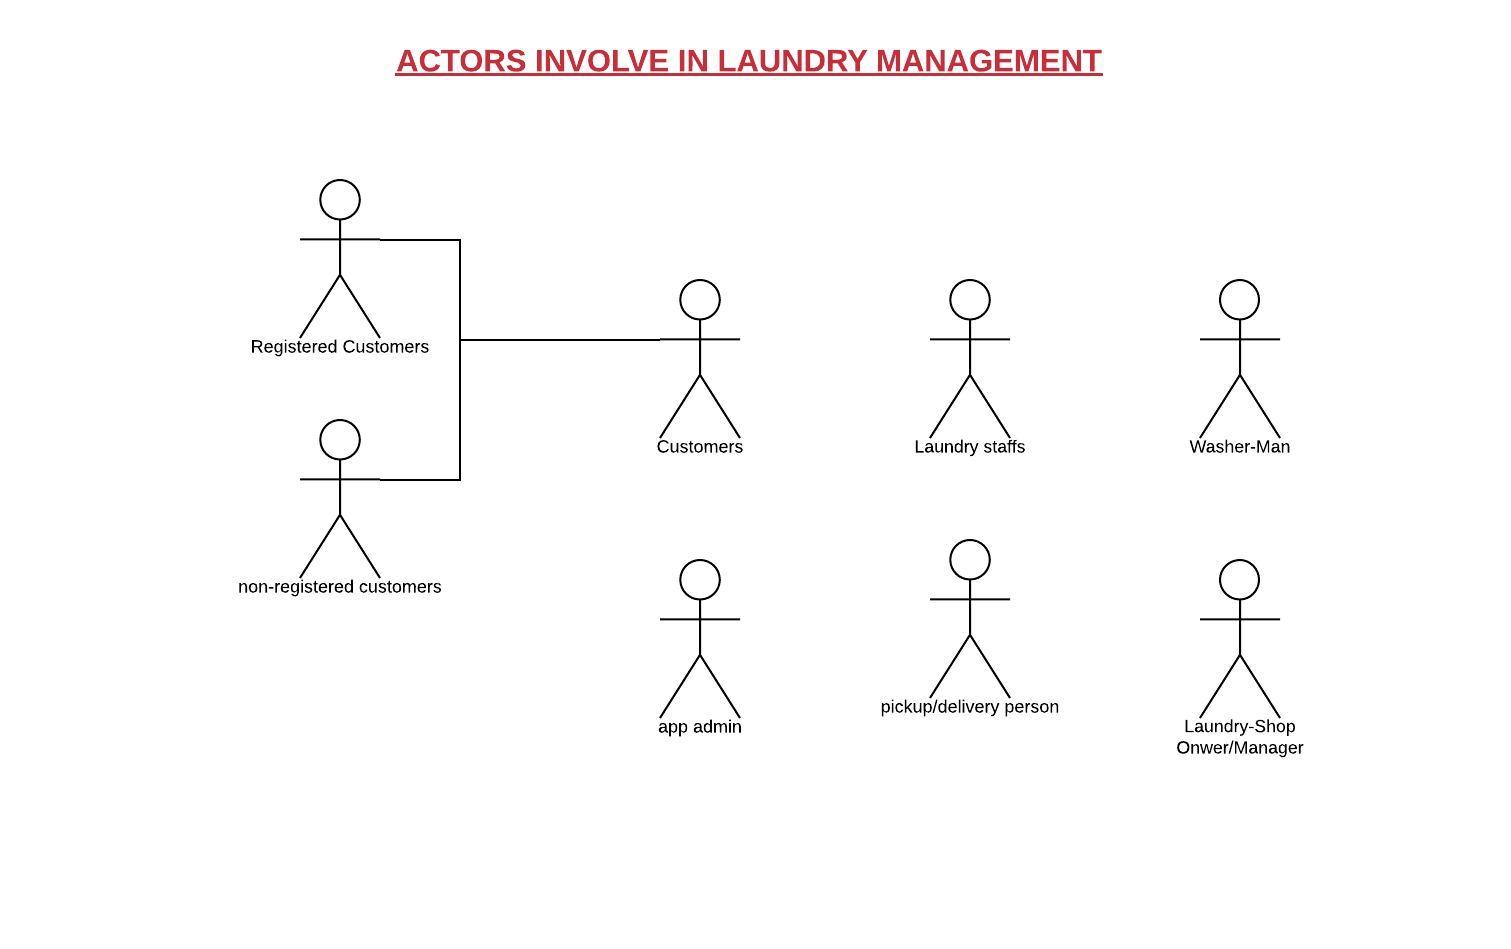 ACTORS INVOLVE IN LAUNDRY MANAGEMENT
Registered Customers
Customers
Laundry staffs
Washer-Man
non-registered customers
pickup/delivery person
app admin
Laundry-Shop
Onwer/Manager